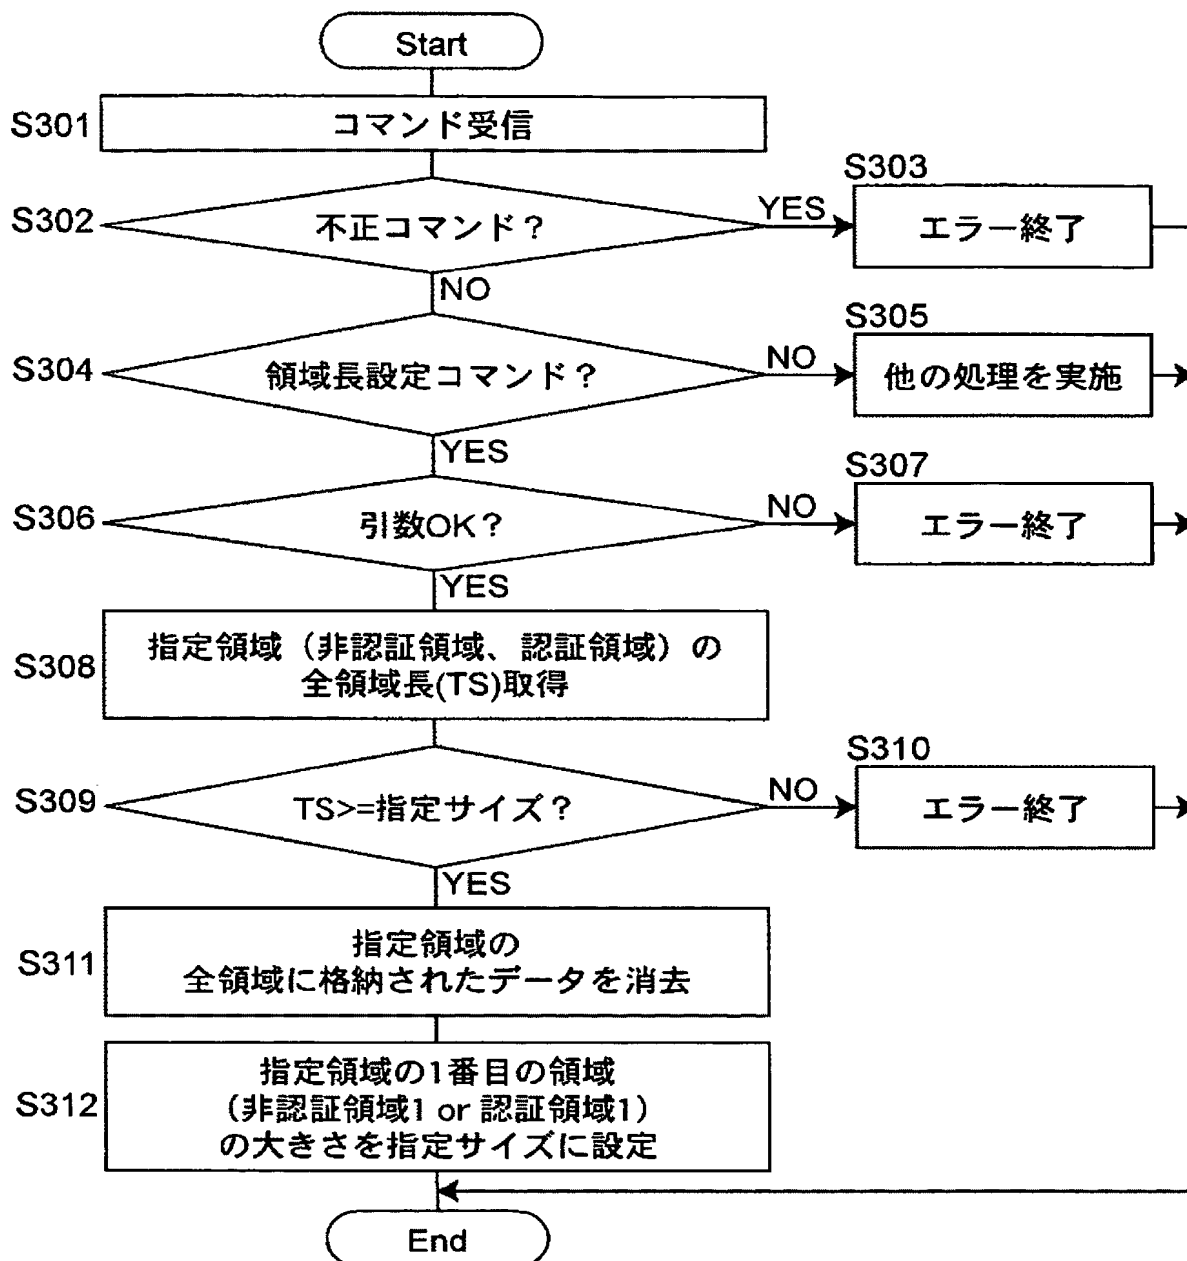 Start
S301
コマンド受信
S302
不正コマンド？
YES
S303
エラー終了
NO
S304
領域長設定コマンド？
NO
S305
他の処理を実施
YES
S306
引数OK？
NO
S307
エラー終了
YES
S308
指定領域（非認証領域、認証領域）の
全領域長(TS)取得
S309
TS>=指定サイズ？
NO
S310
エラー終了
YES
S311
指定領域の
全領域に格納されたデータを消去
S312
指定領域の1番目の領域
（非認証領域1 or 認証領域1）
の大きさを指定サイズに設定
End